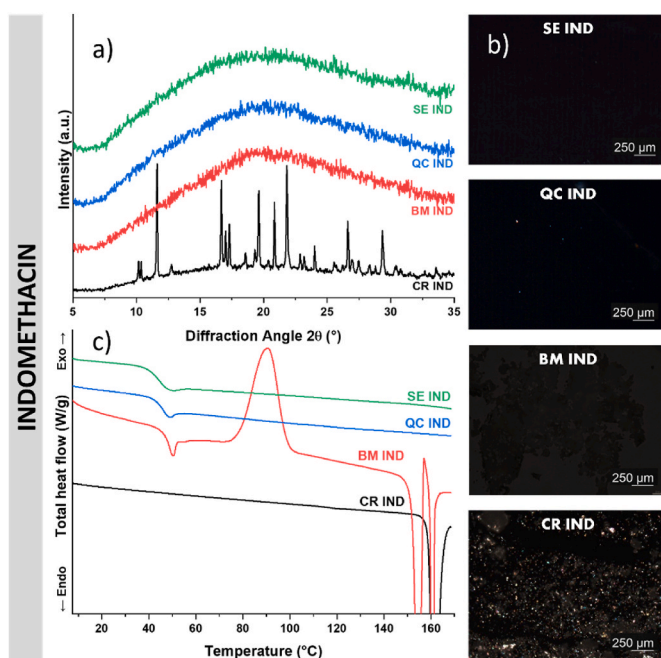 INDOMETHACIN
a)
SE IND
QC IND
BM IND
CR IND
Intensity (a.u.)
5 10 15 20 25 30 35
Diffraction Angle 2θ (°)
c)
Exo →
SE IND
QC IND
BM IND
CR IND
Total heat flow (W/g)
← Endo
20 40 60 80 100 120 140 160
Temperature (°C)
b)
SE IND
250 µm
QC IND
250 µm
BM IND
250 µm
CR IND
250 µm